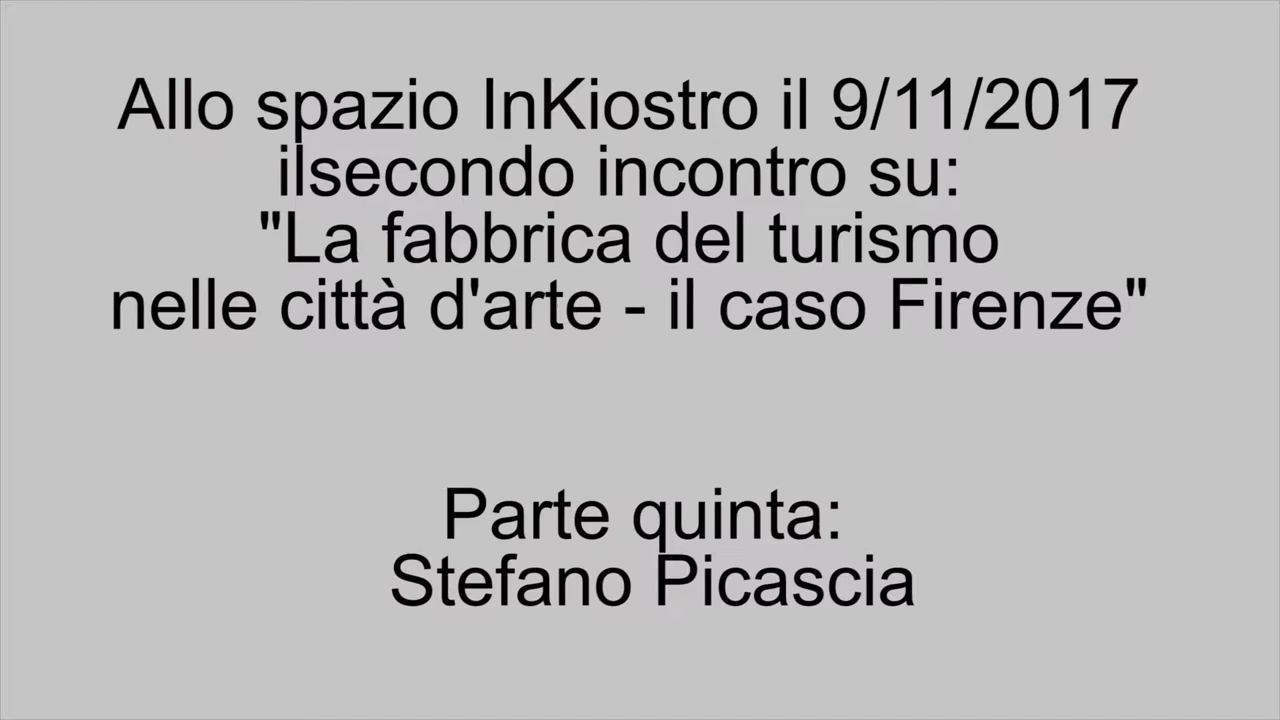 Allo spazio InKiostro il 9/11/2017
ilsecondo incontro su:
"La fabbrica del turismo
nelle città d'arte - il caso Firenze"
Parte quinta:
Stefano Picascia